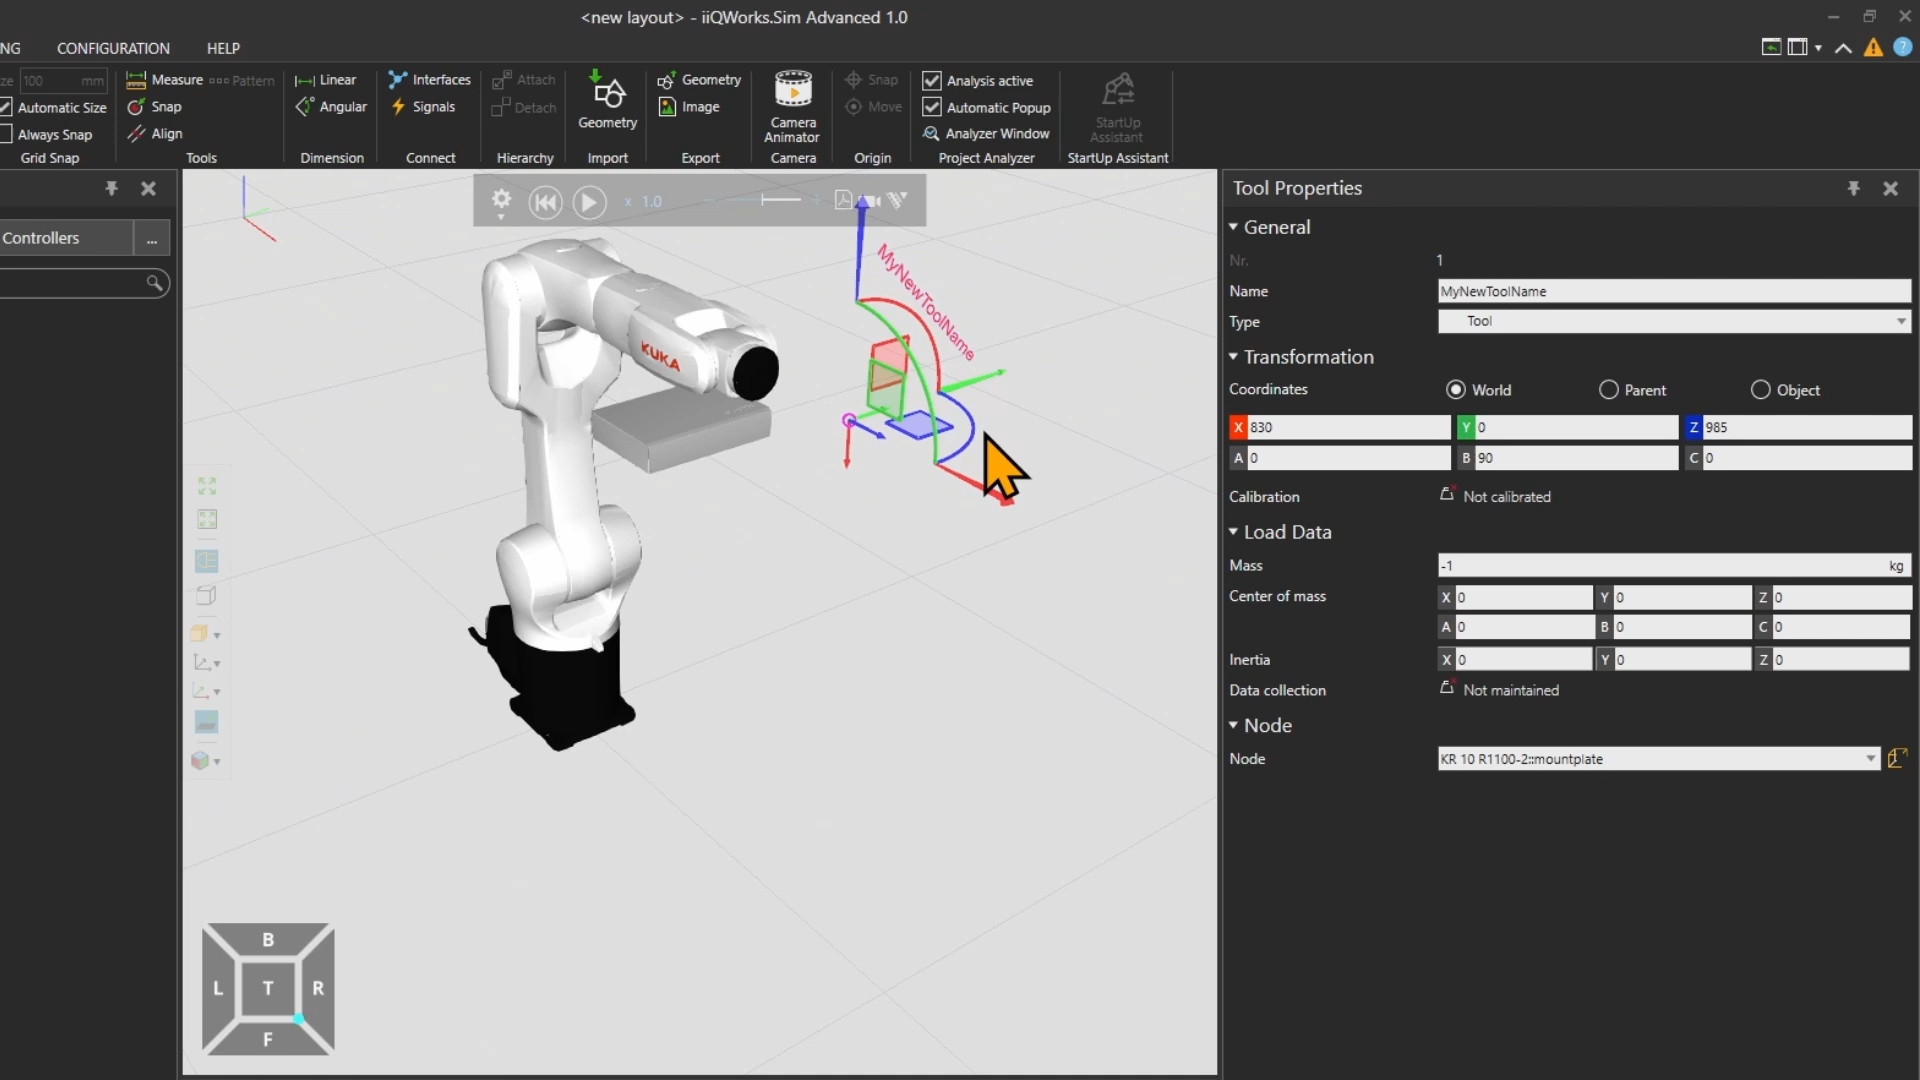 <new layout> - iiQWorks.Sim Advanced 1.0
NG CONFIGURATION HELP
ze 100 mm
Automatic Size
Always Snap
Grid Snap
Measure Pattern
Snap
Align
Tools
Linear
Angular
Dimension
Interfaces
Signals
Connect
Attach
Detach
Hierarchy
Geometry
Import
Geometry
Image
Export
Camera
Animator
Camera
Snap
Move
Origin
Analysis active
Automatic Popup
Analyzer Window
Project Analyzer
StartUp
Assistant
StartUp Assistant
Controllers ...
x 1.0
MyNewToolName
KUKA
B
L T R
F
Tool Properties
General
Nr. 1
Name MyNewToolName
Type Tool
Transformation
Coordinates World Parent Object
X 830 Y 0 Z 985
A 0 B 90 C 0
Calibration Not calibrated
Load Data
Mass -1 kg
Center of mass X 0 Y 0 Z 0
A 0 B 0 C 0
Inertia X 0 Y 0 Z 0
Data collection Not maintained
Node
Node KR 10 R1100-2::mountplate